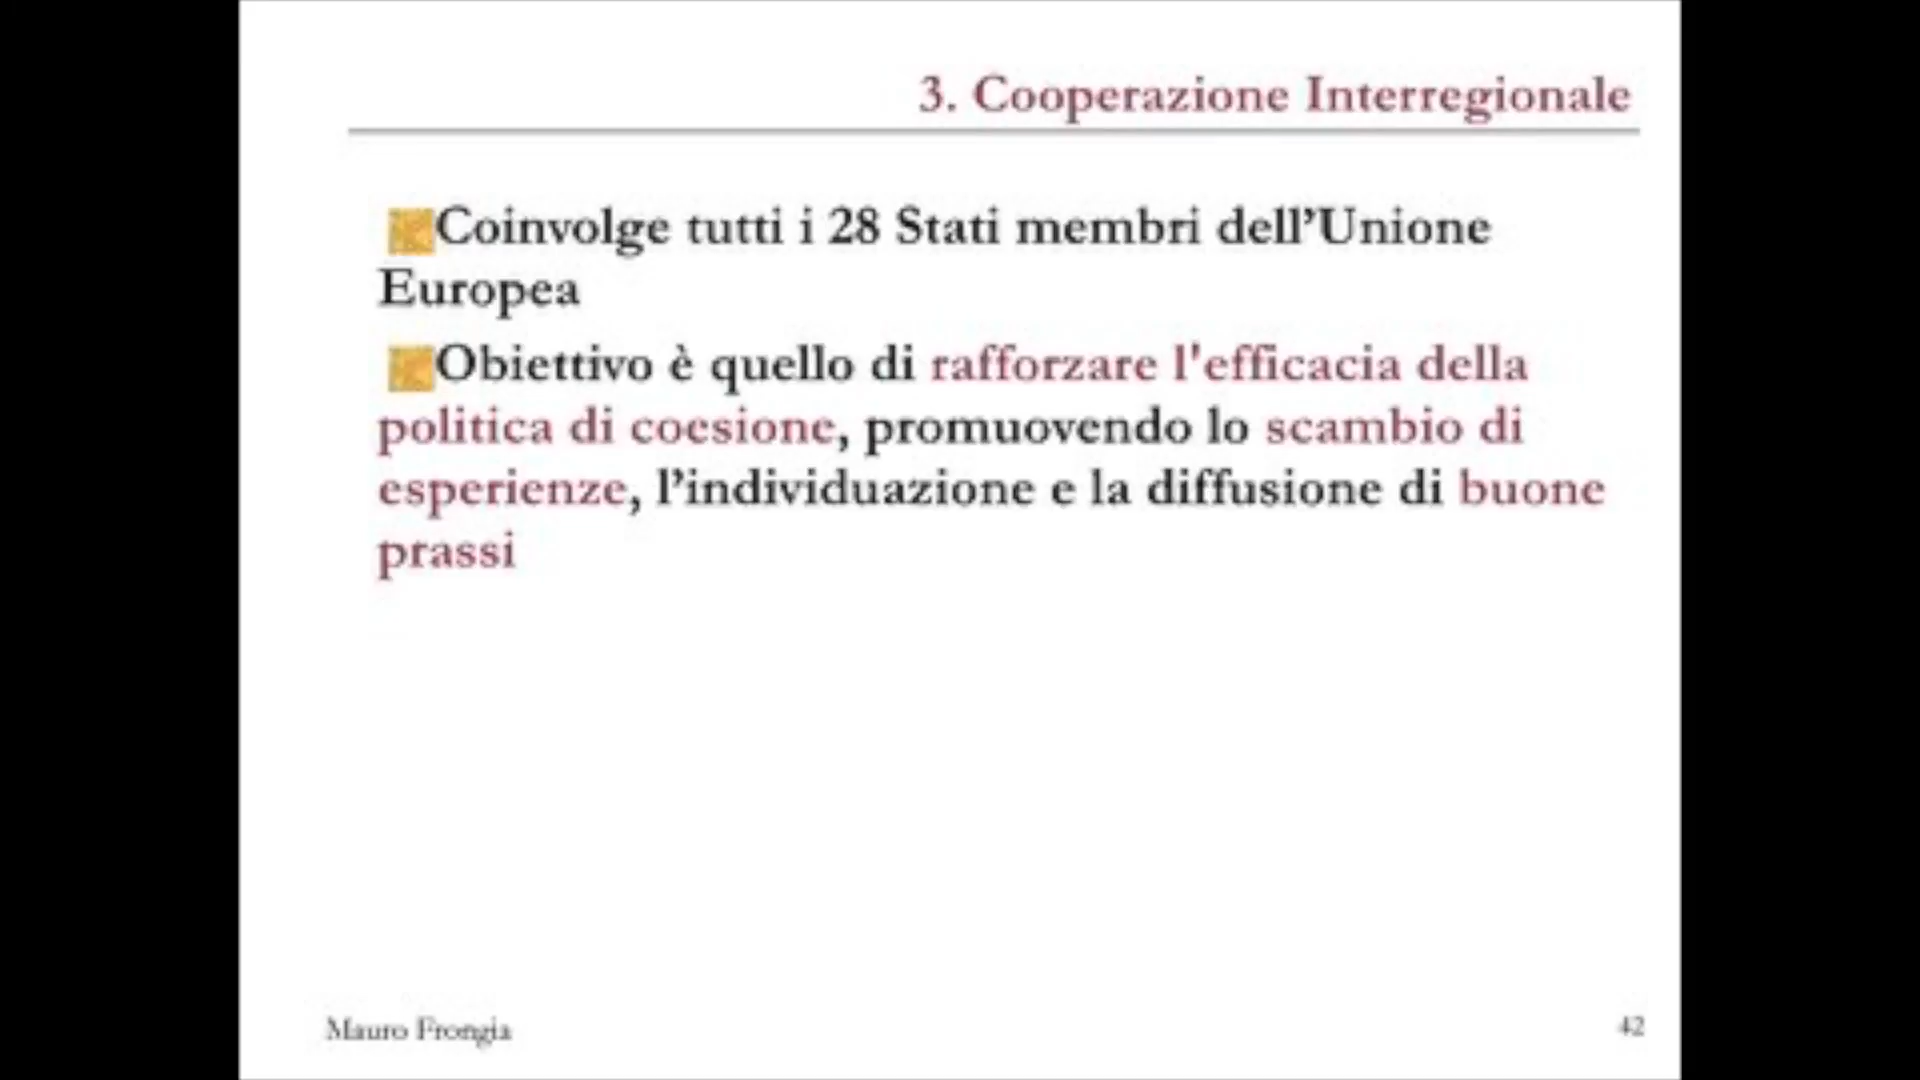 3. Cooperazione Interregionale
Coinvolge tutti i 28 Stati membri dell’Unione
Europea
Obiettivo è quello di rafforzare l'efficacia della
politica di coesione, promuovendo lo scambio di
esperienze, l’individuazione e la diffusione di buone
prassi
Mauro Frongia
42